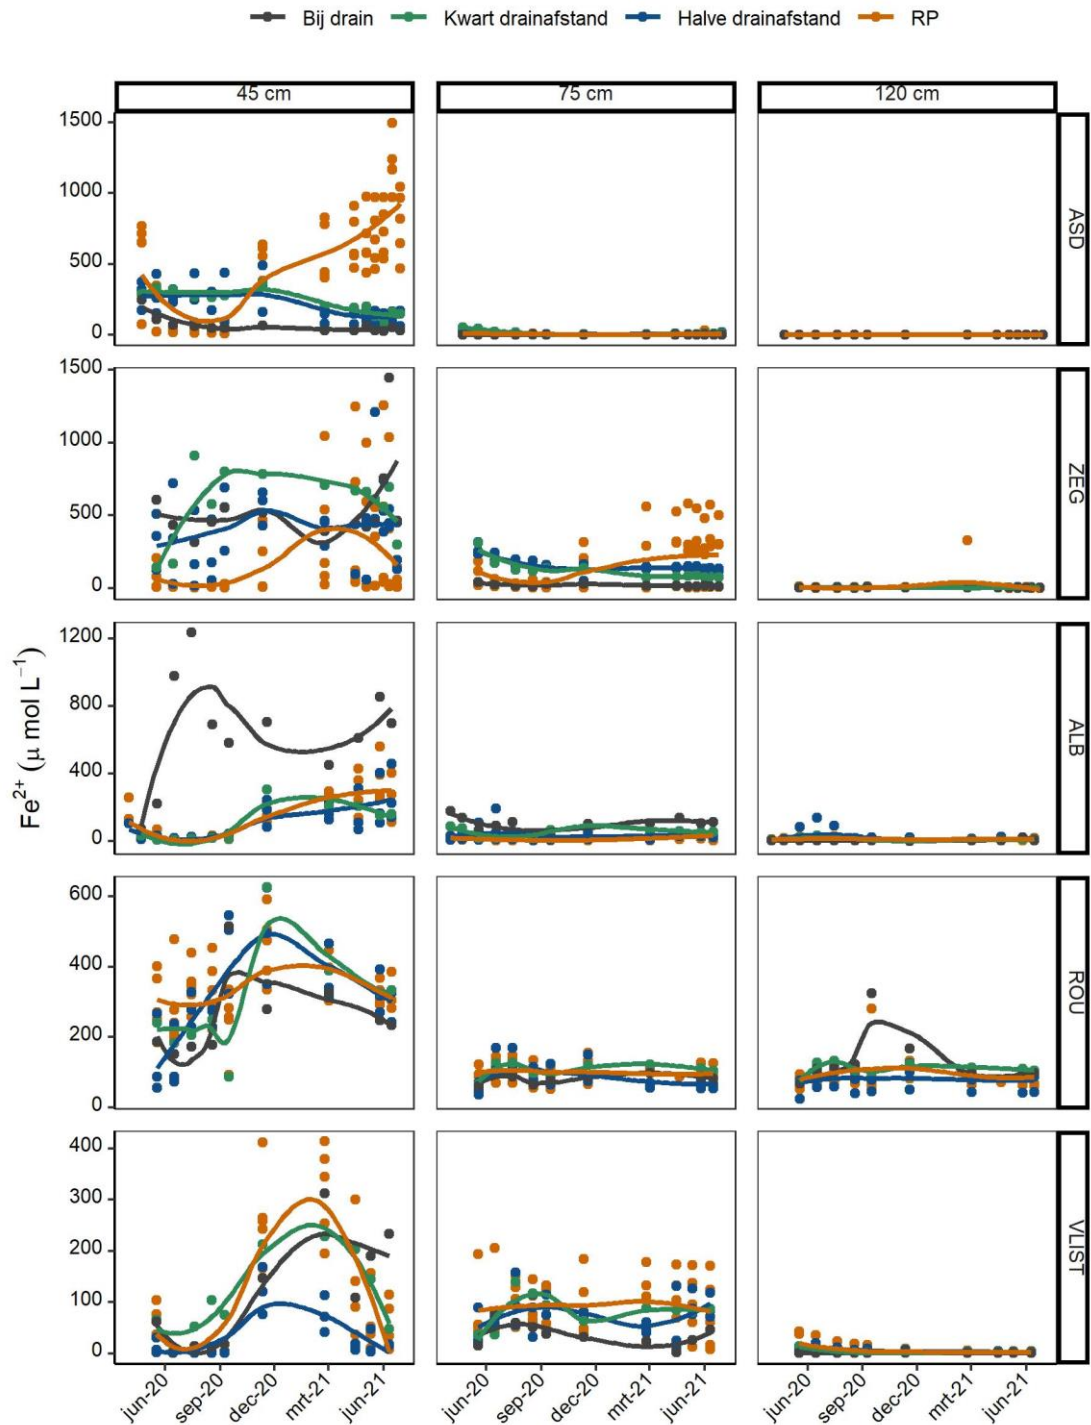 Bij drain Kwart drainafstand Halve drainafstand RP
45 cm 75 cm 120 cm
Fe²⁺ (μ mol L⁻¹)
1500
1000
500
0
ASD
1500
1000
500
0
ZEG
1200
800
400
0
ALB
600
400
200
0
ROU
400
300
200
100
0
VLIST
jun-20 sep-20 dec-20 mrt-21 jun-21 jun-20 sep-20 dec-20 mrt-21 jun-21 jun-20 sep-20 dec-20 mrt-21 jun-21